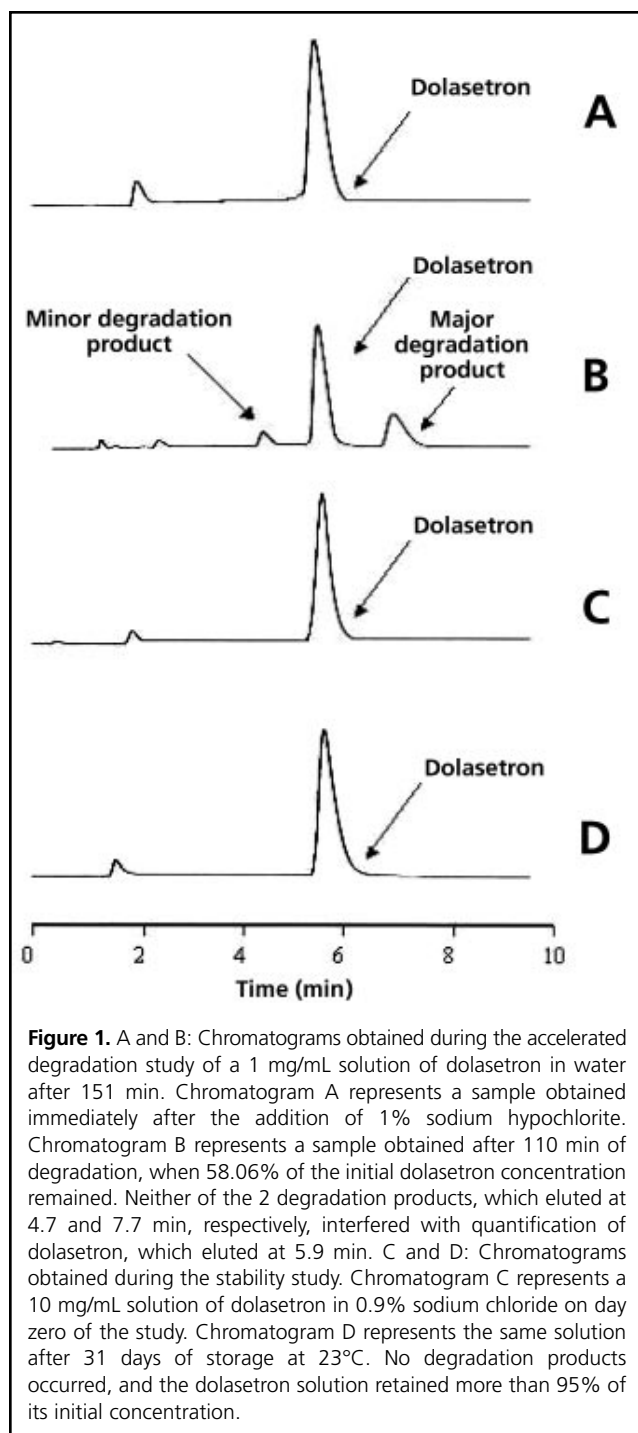 Dolasetron
A
Dolasetron
Minor degradation
product
Major
degradation
product
B
Dolasetron
C
Dolasetron
D
0 2 4 6 8 10
Time (min)
Figure 1. A and B: Chromatograms obtained during the accelerated
degradation study of a 1 mg/mL solution of dolasetron in water
after 151 min. Chromatogram A represents a sample obtained
immediately after the addition of 1% sodium hypochlorite.
Chromatogram B represents a sample obtained after 110 min of
degradation, when 58.06% of the initial dolasetron concentration
remained. Neither of the 2 degradation products, which eluted at
4.7 and 7.7 min, respectively, interfered with quantification of
dolasetron, which eluted at 5.9 min. C and D: Chromatograms
obtained during the stability study. Chromatogram C represents a
10 mg/mL solution of dolasetron in 0.9% sodium chloride on day
zero of the study. Chromatogram D represents the same solution
after 31 days of storage at 23°C. No degradation products
occurred, and the dolasetron solution retained more than 95% of
its initial concentration.